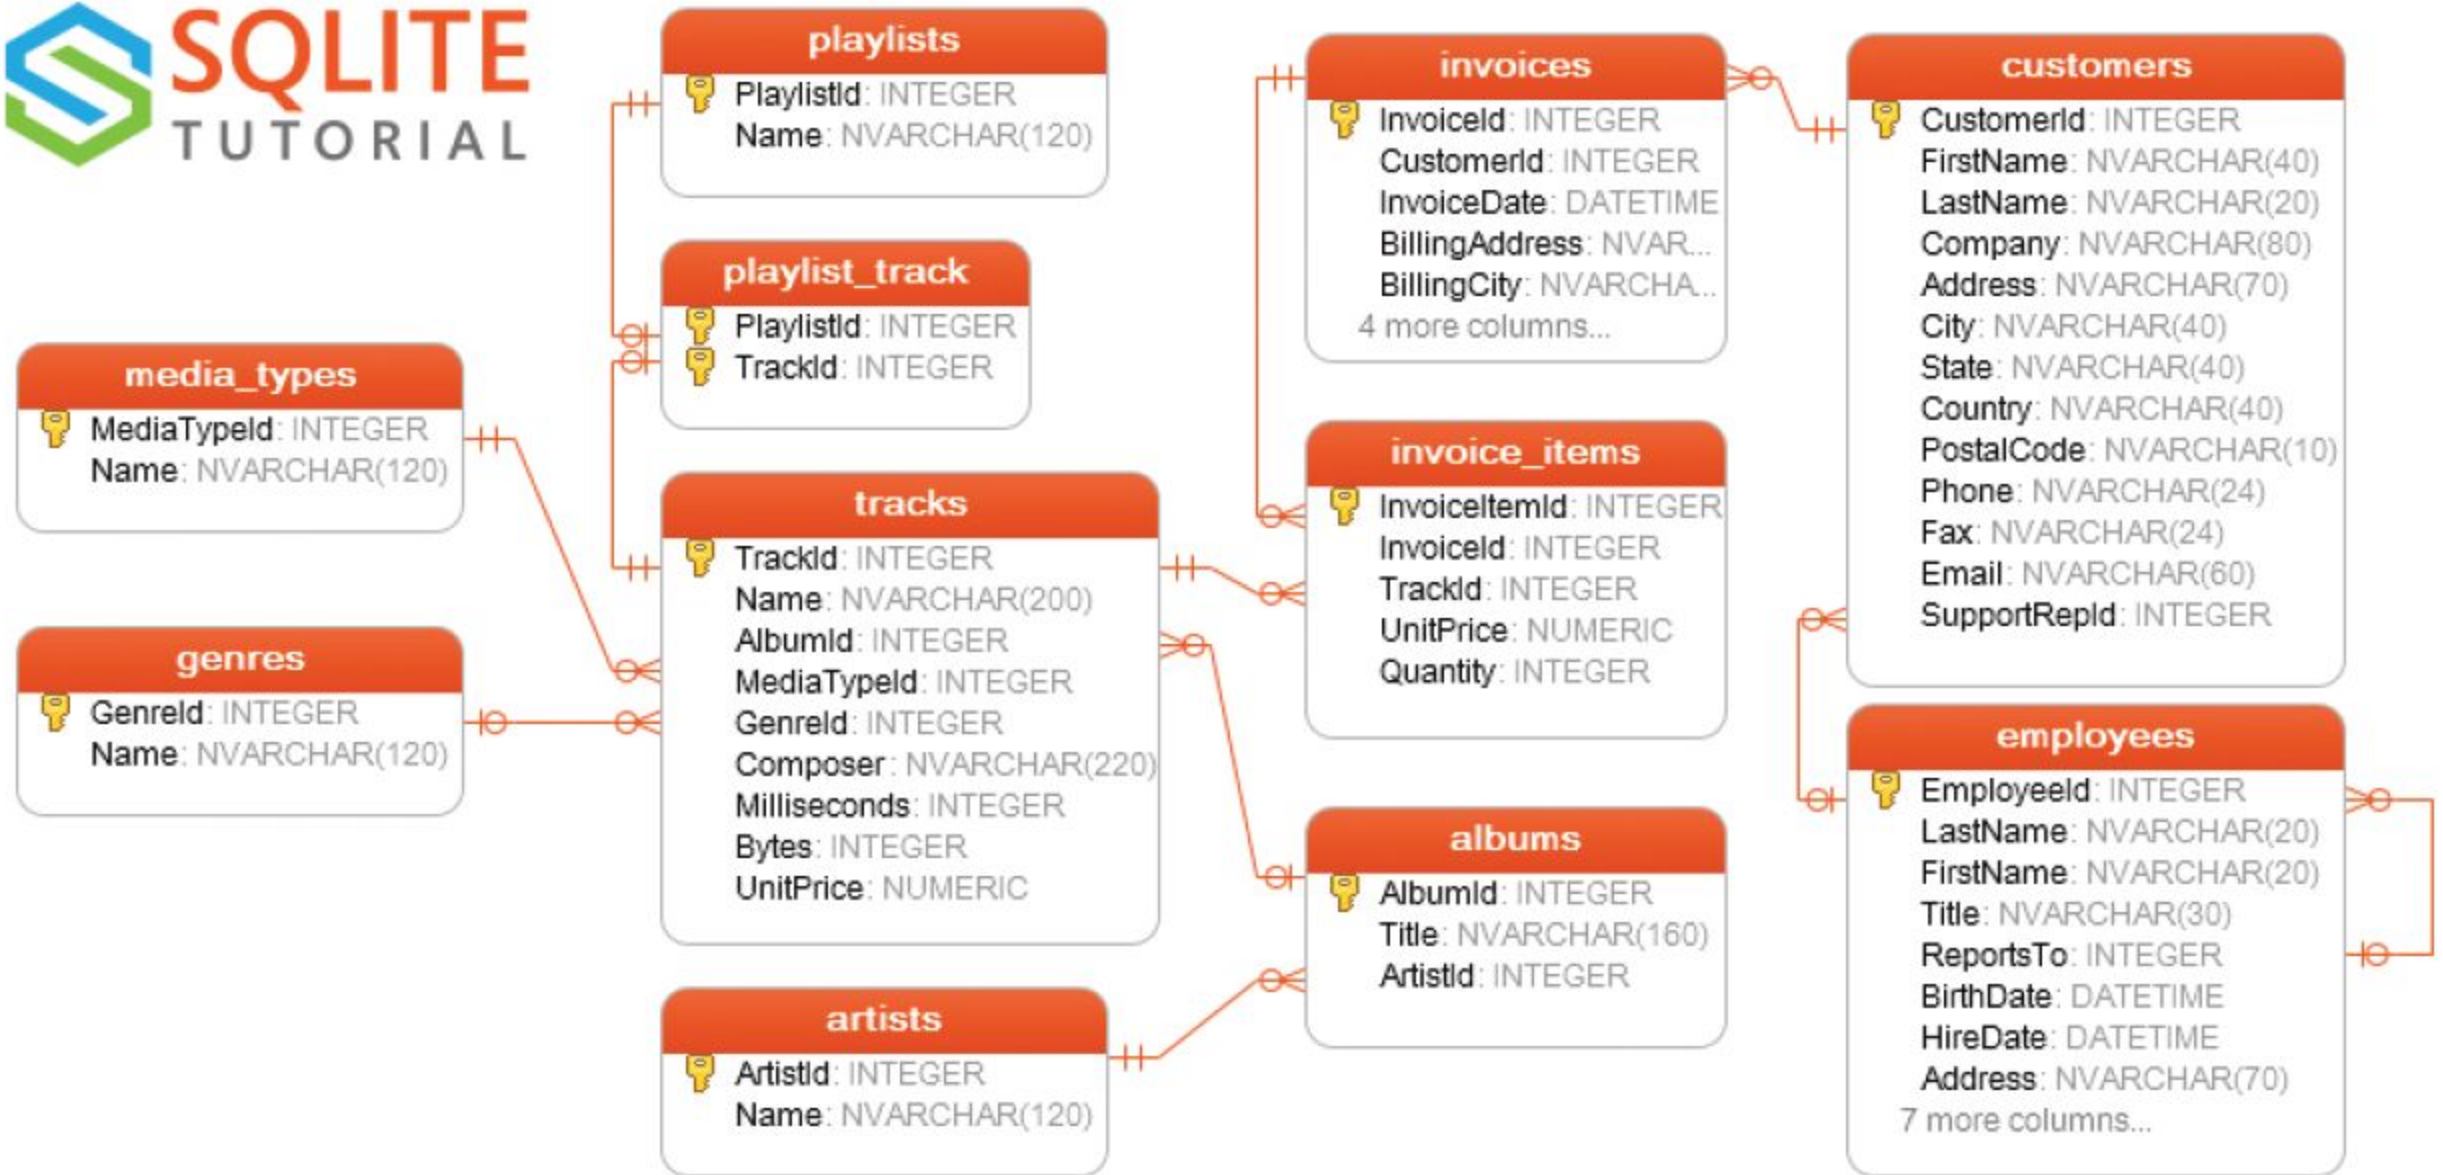 SQLITE
TUTORIAL
playlists
PlaylistId: INTEGER
Name: NVARCHAR(120)
playlist_track
PlaylistId: INTEGER
TrackId: INTEGER
media_types
MediaTypeId: INTEGER
Name: NVARCHAR(120)
genres
GenreId: INTEGER
Name: NVARCHAR(120)
tracks
TrackId: INTEGER
Name: NVARCHAR(200)
AlbumId: INTEGER
MediaTypeId: INTEGER
GenreId: INTEGER
Composer: NVARCHAR(220)
Milliseconds: INTEGER
Bytes: INTEGER
UnitPrice: NUMERIC
artists
ArtistId: INTEGER
Name: NVARCHAR(120)
invoices
InvoiceId: INTEGER
CustomerId: INTEGER
InvoiceDate: DATETIME
BillingAddress: NVAR...
BillingCity: NVARCHA...
4 more columns...
invoice_items
InvoiceItemId: INTEGER
InvoiceId: INTEGER
TrackId: INTEGER
UnitPrice: NUMERIC
Quantity: INTEGER
albums
AlbumId: INTEGER
Title: NVARCHAR(160)
ArtistId: INTEGER
customers
CustomerId: INTEGER
FirstName: NVARCHAR(40)
LastName: NVARCHAR(20)
Company: NVARCHAR(80)
Address: NVARCHAR(70)
City: NVARCHAR(40)
State: NVARCHAR(40)
Country: NVARCHAR(40)
PostalCode: NVARCHAR(10)
Phone: NVARCHAR(24)
Fax: NVARCHAR(24)
Email: NVARCHAR(60)
SupportRepId: INTEGER
employees
EmployeeId: INTEGER
LastName: NVARCHAR(20)
FirstName: NVARCHAR(20)
Title: NVARCHAR(30)
ReportsTo: INTEGER
BirthDate: DATETIME
HireDate: DATETIME
Address: NVARCHAR(70)
7 more columns...